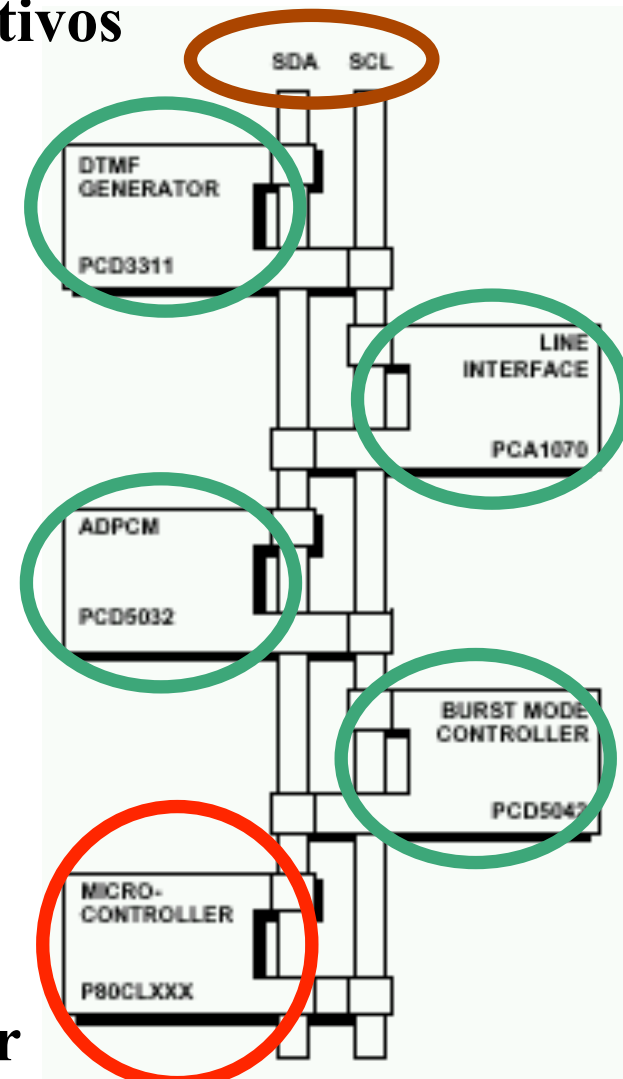 tivos
SDA SCL
DTMF
GENERATOR
PCD3311
LINE
INTERFACE
PCA1070
ADPCM
PCD5032
BURST MODE
CONTROLLER
PCD5042
MICRO-
CONTROLLER
P80CLXXX
r